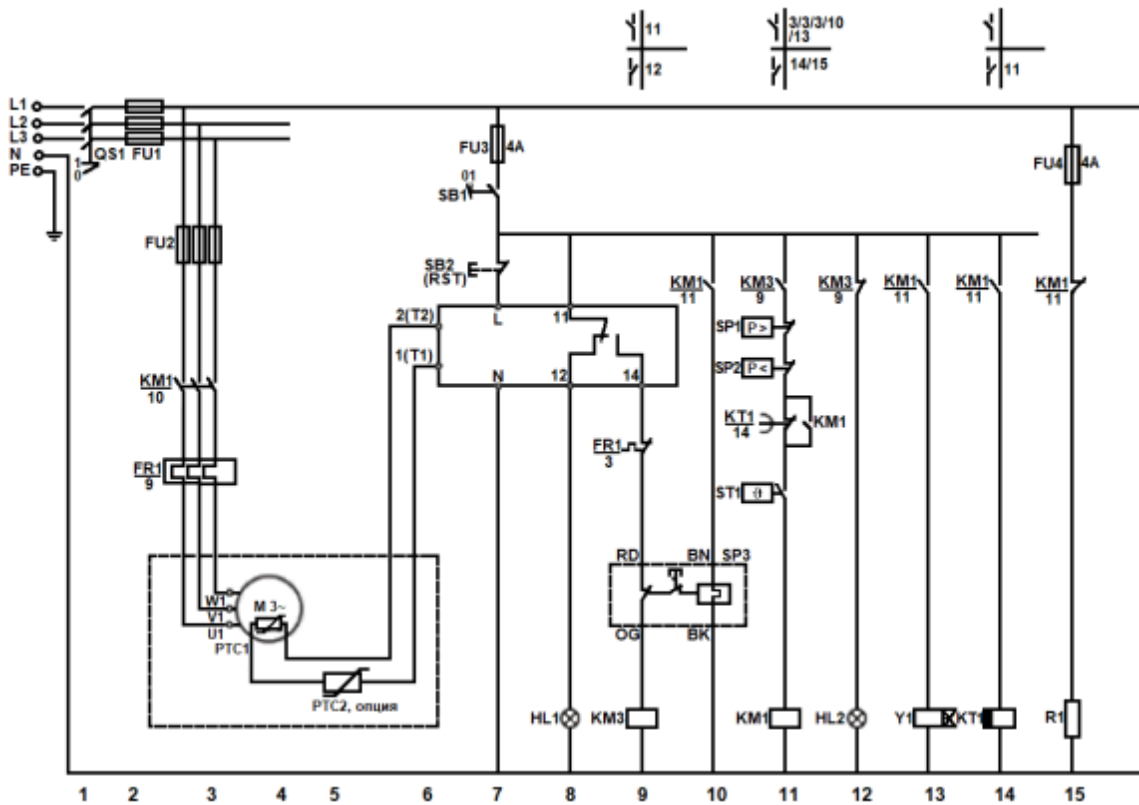 11
12
3/3/3/10
/13
14/15
11
L1
L2
L3
N
PE
1
0
QS1
FU1
FU3
4A
FU4
4A
01
SB1
FU2
SB2
(RST)
KM1
11
KM3
9
KM3
9
KM1
11
KM1
11
KM1
11
2(T2)
L
11
SP1
P >
1(T1)
SP2
P <
N
12
14
KM1
10
KT1
14
KM1
FR1
3
FR1
9
ST1
RD
BN
SP3
W1
M 3~
V1
U1
OG
BK
PTC1
PTC2, опция
HL1
KM3
KM1
HL2
Y1
KT1
R1
1
2
3
4
5
6
7
8
9
10
11
12
13
14
15